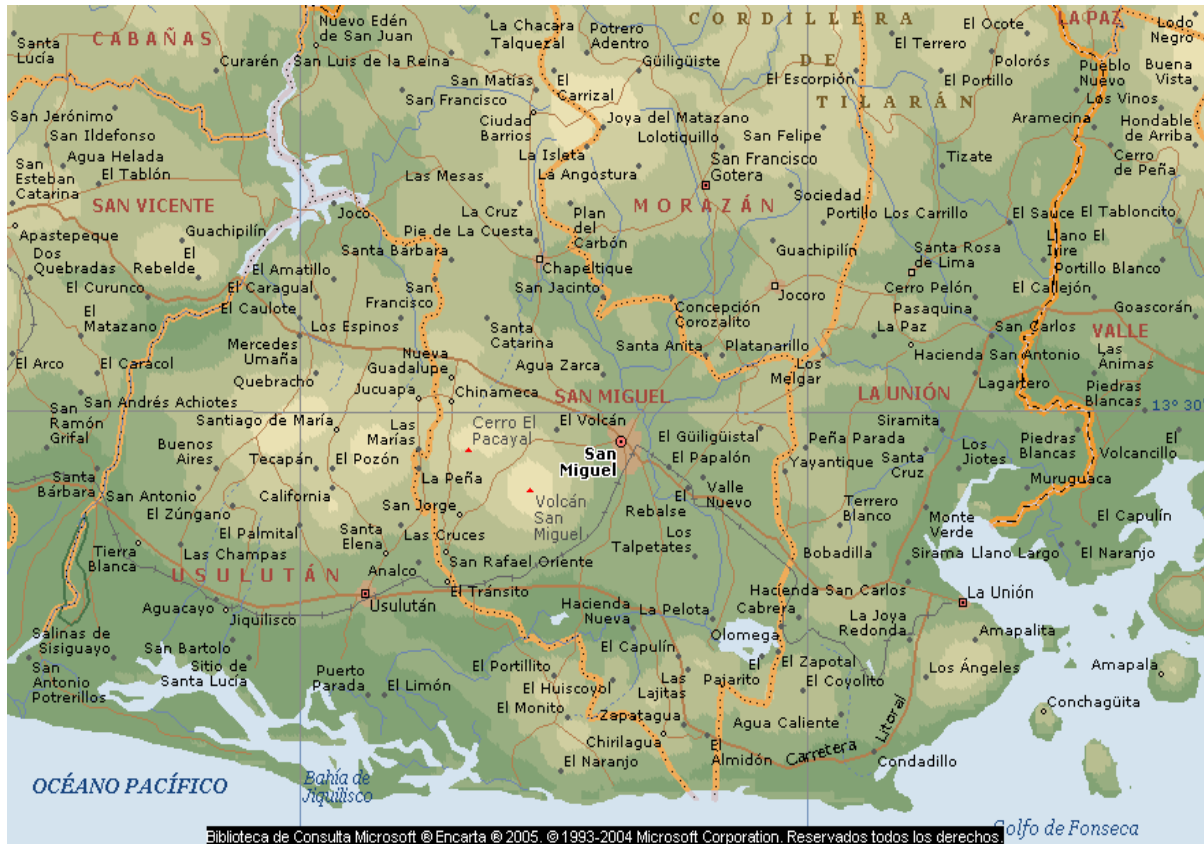 CORDILLERA
DE
TILARÁN
LA PAZ
CABAÑAS
Nuevo Edén
de San Juan
La Chacara
Talquezal
Potrero
Adentro
El Ocote
Lodo
Negro
Santa
Lucía
Curarén
San Luis de la Reina
Güiligüiste
El Terrero
Polorós
San Matías
El
Carrizal
El Escorpión
El Portillo
Pueblo
Nuevo
Buena
Vista
San Francisco
Los Vinos
San Jerónimo
Ciudad
Barrios
Joya del Matazano
Aramecina
Hondable
de Arriba
San Ildefonso
Lolotiquillo
San Felipe
Agua Helada
La Isleta
San Francisco
Gotera
Tizate
Cerro
de Peña
San
Esteban
Catarina
El Tablón
Las Mesas
La Angostura
Sociedad
SAN VICENTE
Joco
La Cruz
Plan
del
Carbón
MORAZÁN
Portillo Los Carrillo
El Sauce
El Tabloncito
Apastepeque
Guachipilín
Pie de La Cuesta
Llano El
Jxire
Dos
Quebradas
El
Rebelde
Santa Bárbara
Guachipilín
Santa Rosa
de Lima
El Amatillo
Chapeltique
Portillo Blanco
El Curunco
El Caragual
San
Francisco
San Jacinto
Jocoro
Cerro Pelón
El Callejón
El
Matazano
El Caulote
Concepción
Corozalito
Pasaquina
Goascorán
Los Espinos
Santa
Catarina
La Paz
San Carlos
VALLE
Mercedes
Umaña
Santa Anita
Platanarillo
El Arco
El Caracol
Nueva
Guadalupe
Agua Zarca
Los
Melgar
Hacienda San Antonio
Las
Ánimas
Quebracho
Jucuapa
Chinameca
Lagartero
Piedras
Blancas
San
Ramón
Grifal
San Andrés Achiotes
SAN MIGUEL
LA UNIÓN
13° 30'
Santiago de María
Las
Marías
Cerro El
Pacayal
El Volcán
Siramita
Buenos
Aires
San
Miguel
El Güiligüistal
Peña Parada
Los
Jiotes
Piedras
Blancas
El
Volcancillo
Tecapán
El Pozón
El Papalón
Yayantique
Santa
Cruz
Santa
Bárbara
La Peña
Valle
Nuevo
Muruguaca
San Antonio
California
Volcán
San
Miguel
El
Rebalse
Terrero
Blanco
El Zúngano
San Jorge
Monte
Verde
El Capulín
El Palmital
Santa
Elena
Las Cruces
Los
Talpetates
Tierra
Blanca
Las Champas
San Rafael Oriente
Bobadilla
Sirama
Llano Largo
El Naranjo
USULUTÁN
Analco
El Tránsito
Hacienda San Carlos
La Unión
Aguacayo
Jiquilisco
Usulután
Hacienda
Nueva
La Pelota
El
Cabrera
La Joya
Redonda
Salinas de
Sisiguayo
Olomega
Amapalita
San Bartolo
El Capulín
San
Antonio
Potrerillos
Sitio de
Santa Lucía
Puerto
Parada
El Limón
El Portillito
El Huiscoyol
Las
Lajitas
El
Pajarito
El Zapotal
El Coyolito
Los Ángeles
Amapala
El Monito
Zapatagua
Agua Caliente
Conchagüita
Chirilagua
El
Almidón
Carretera
Litoral
El Naranjo
Condadillo
OCÉANO PACÍFICO
Bahía de
Jiquilisco
Golfo de Fonseca
Biblioteca de Consulta Microsoft ® Encarta ® 2005. © 1993-2004 Microsoft Corporation. Reservados todos los derechos.